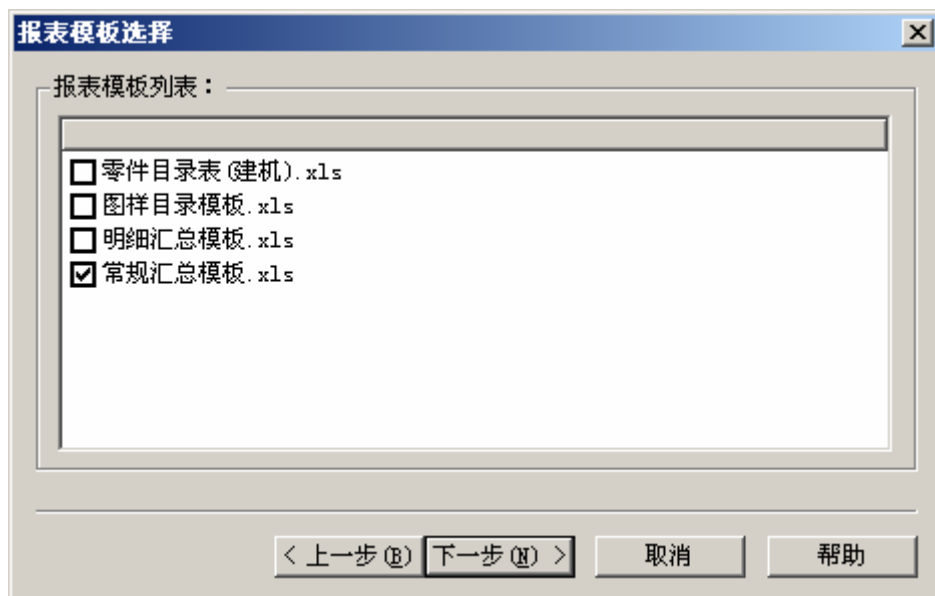 报表模板选择
报表模板列表：
零件目录表(建机).xls
图样目录模板.xls
明细汇总模板.xls
常规汇总模板.xls
< 上一步(B) 下一步(N) > 取消 帮助